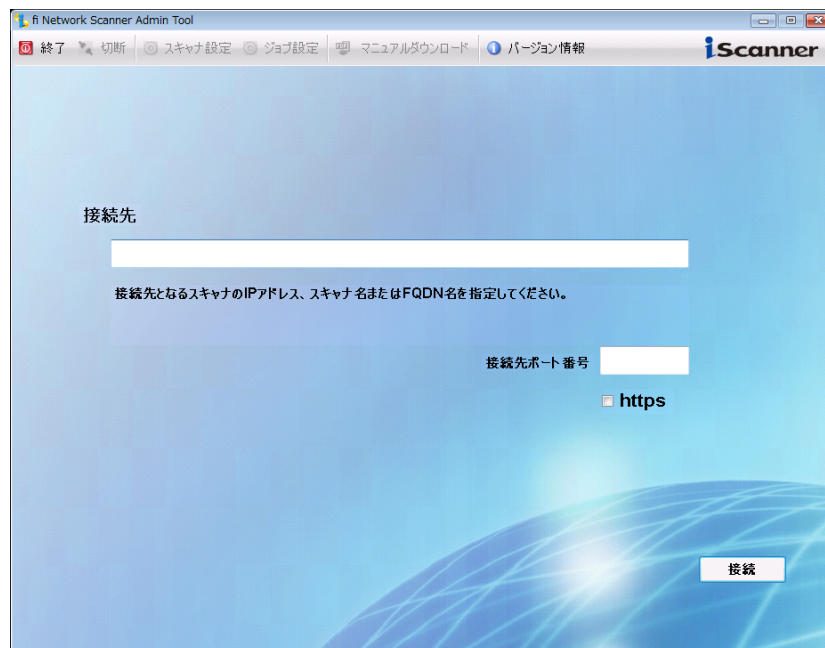 fi Network Scanner Admin Tool
終了 切断 スキャナ設定 ジョブ設定 マニュアルダウンロード バージョン情報 iScanner
接続先
接続先となるスキャナのIPアドレス、スキャナ名またはFQDN名を指定してください。
接続先ポート番号
https
接続